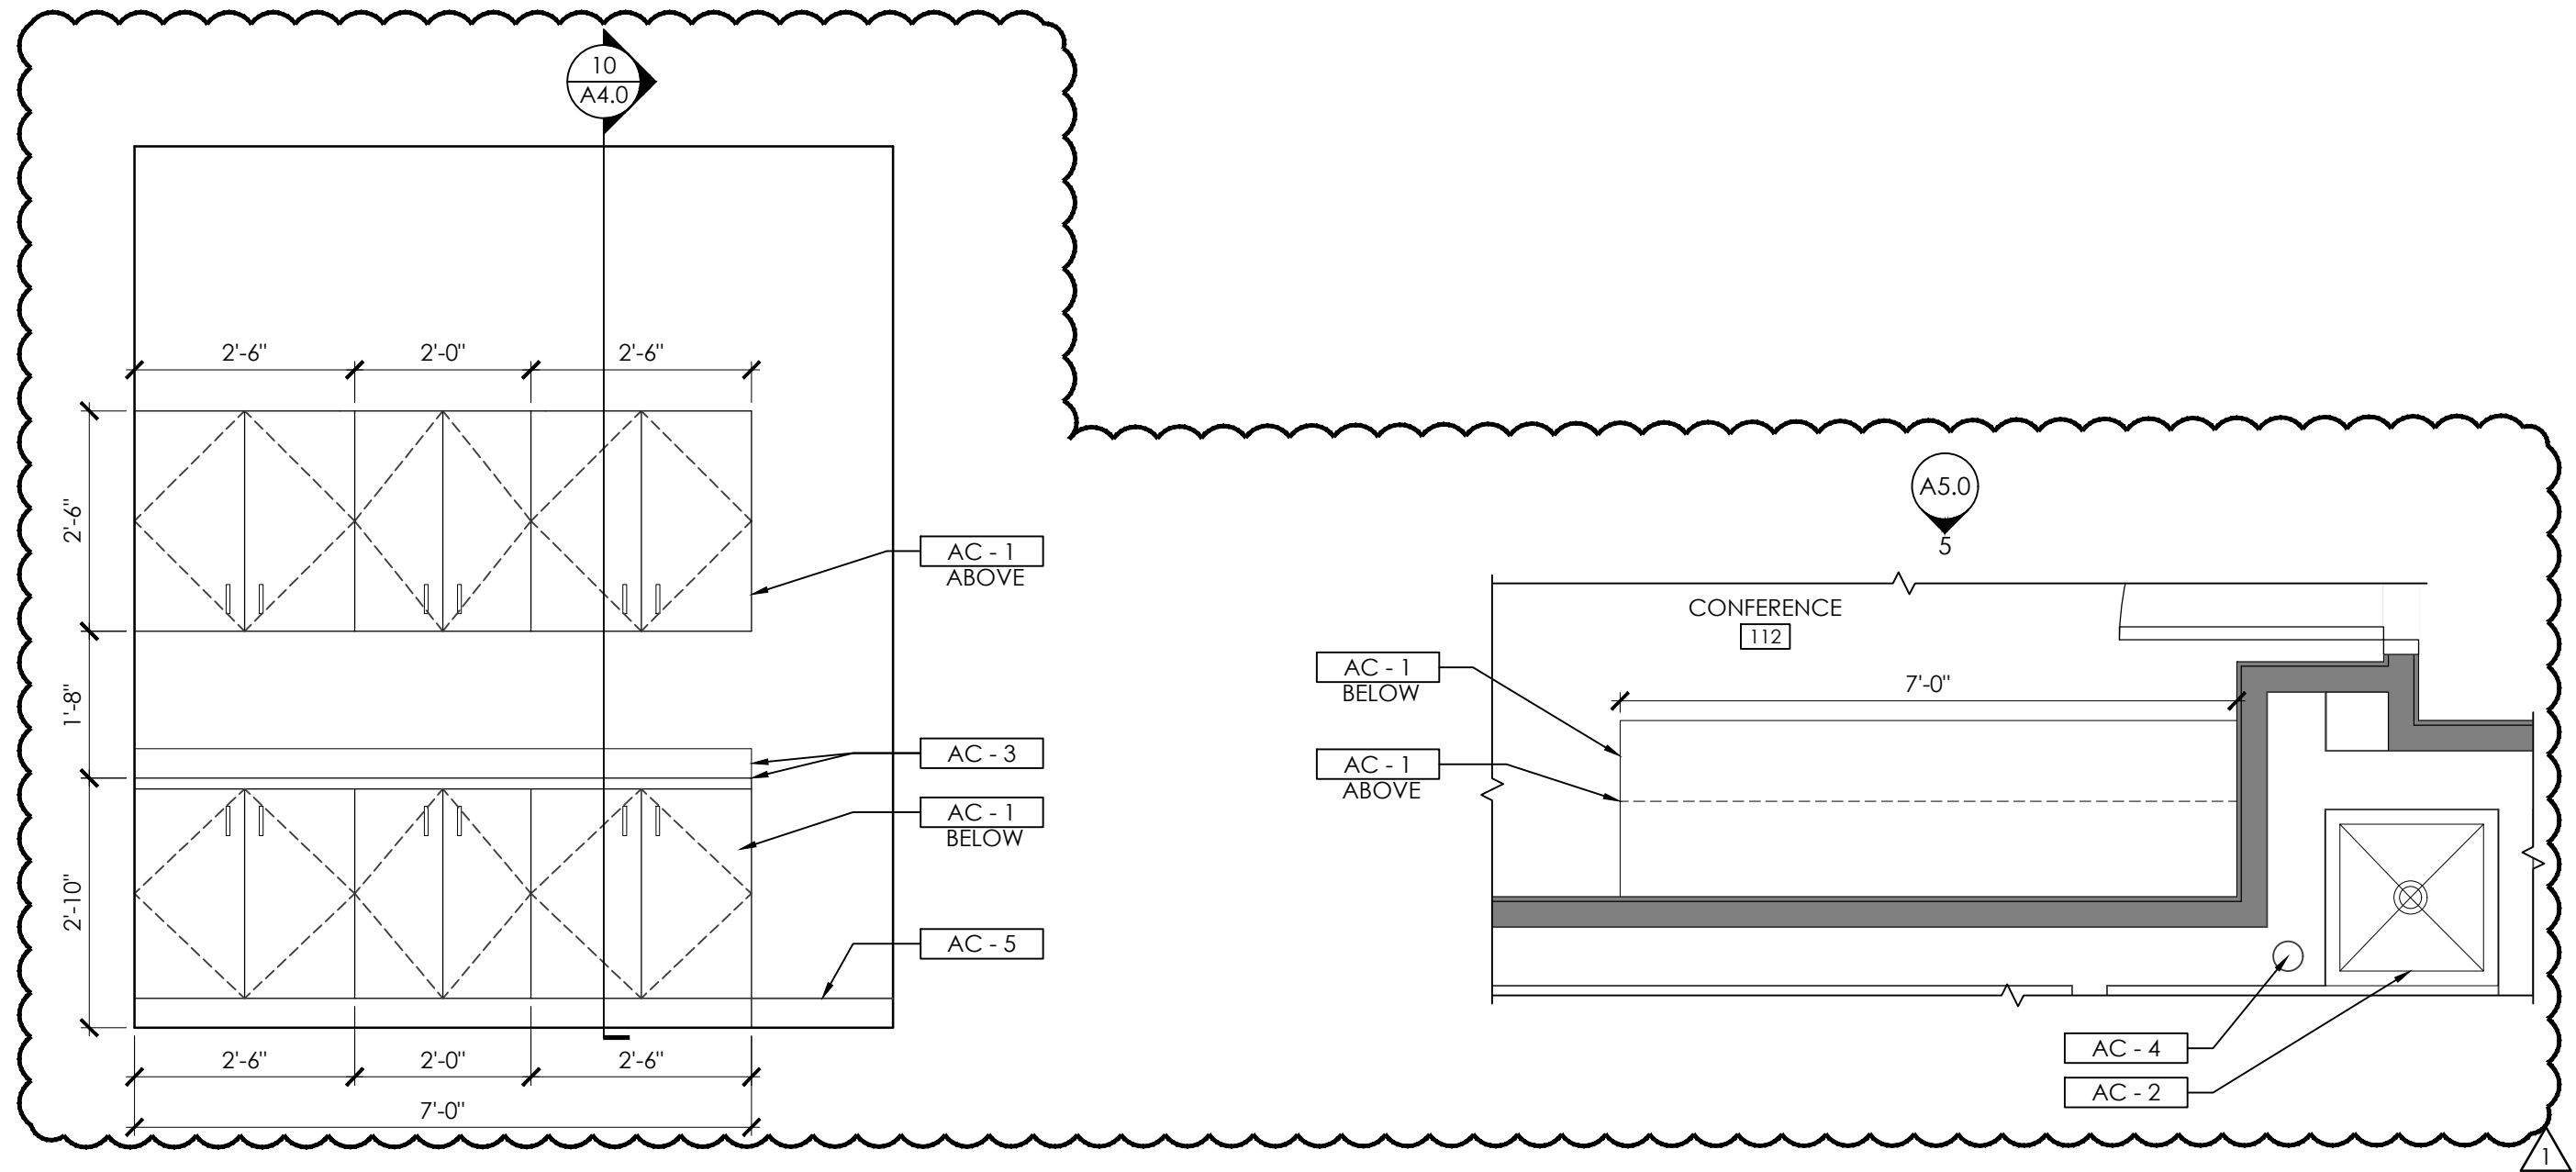 10
A4.0
2'-6"
2'-0"
2'-6"
2'-6"
AC - 1
ABOVE
1'-8"
AC - 3
AC - 1
BELOW
2'-10"
AC - 5
2'-6"
2'-0"
2'-6"
7'-0"
A5.0
5
CONFERENCE
112
AC - 1
BELOW
7'-0"
AC - 1
ABOVE
AC - 4
AC - 2
1